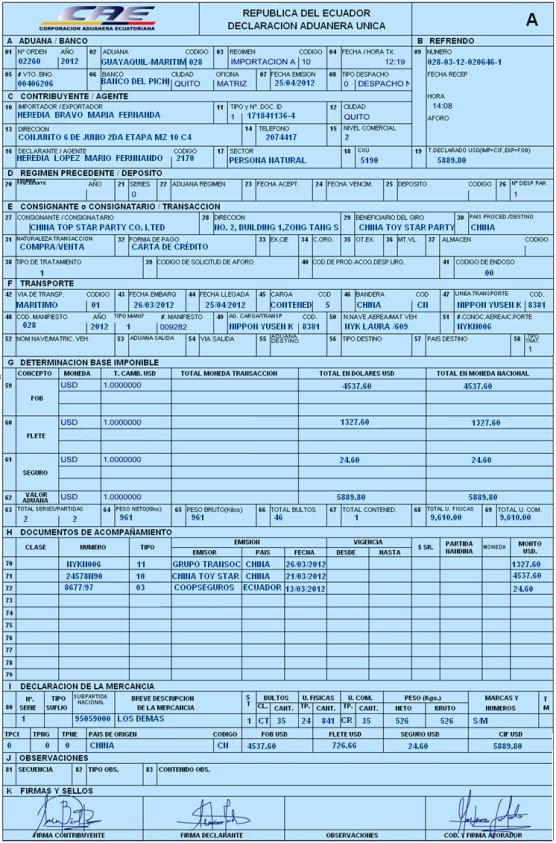 CAE
CORPORACION ADUANERA ECUATORIANA
REPUBLICA DEL ECUADOR
DECLARACION ADUANERA UNICA
A
A ADUANA / BANCO
B REFRENDO
01 Nº ORDEN AÑO 02 ADUANA CODIGO 03 REGIMEN CODIGO 04 FECHA / HORA TX. 09 NUMERO
02260 2012 GUAYAQUIL-MARITIM 028 IMPORTACION A 10 12:19 028-03-12-020646-1
05 # VTO. BNO. 06 BANCO CIUDAD OFICINA 07 FECHA EMISION 08 TIPO DESPACHO FECHA RECEP
00406206 BANCO DEL PICHI QUITO MATRIZ 25/04/2012 0 DESPACHO N
C CONTRIBUYENTE / AGENTE
HORA
14:08
AFORO
10 IMPORTADOR / EXPORTADOR 11 TIPO y Nº. DOC. ID 12 CIUDAD
HEREDIA BRAVO MARIA FERNANDA 1 171841136-4 QUITO
13 DIRECCION 14 TELEFONO 15 NIVEL COMERCIAL
CONJUNTO 6 DE JUNIO 2DA ETAPA MZ 10 C4 2074417 2
16 DECLARANTE / AGENTE CODIGO 17 SECTOR 18 CIIU 19 T.DECLARADO USD(IMP=CIF,EXP=FOB)
HEREDIA LOPEZ MARIO FERNNANDO 2170 PERSONA NATURAL 5190 5889.80
D REGIMEN PRECEDENTE / DEPOSITO
20 PRECEDENTE AÑO 21 SERIES 22 ADUANA REGIMEN 23 FECHA ACEPT. 24 FECHA VENCIM. 25 DEPOSITO CODIGO 26 Nº DESP PAR
0 1
E CONSIGNANTE o CONSIGNATARIO / TRANSACCION
27 CONSIGNANTE / CONSIGNATARIO 28 DIRECCION 29 BENEFICIARIO DEL GIRO 30 PAIS PROCED./DESTINO
CHINA TOP STAR PARTY CO. LTED NO. 2, BUILDING 1,ZONG TANG S CHINA TOY STAR PARTY CHINA
31 NATURALEZA TRANSACCION 32 FORMA DE PAGO 33 EX.CIE 34 C.ORG. 35 OT.EX. 36 MT.VL. 37 ALMACEN CODIGO
COMPRA/VENTA CARTA DE CRÉDITO
38 TIPO DE TRATAMIENTO 39 CODIGO DE SOLICITUD DE AFORO 40 COD DE PROD.ACOG.DESP.URG. 41 CODIGO DE ENDOSO
1 00
F TRANSPORTE
42 VIA DE TRANSP. CODIGO 43 FECHA EMBARQ 44 FECHA LLEGADA 45 CARGA COD 46 BANDERA COD 47 LINEA TRANSPORTE COD.
MARITIMO 01 26/03/2012 25/04/2012 CONTENED 5 CHINA CN NIPPON YUSEN K 8381
48 COD. MANIFIESTO AÑO TIPO MANIF #. MANIFIESTO 49 AG. CARGA/TRANSP COD. 50 N.NAVE.AEREA/MAT VEH 51 #.CONOC.AEREA/C.PORTE
028 2012 1 009282 NIPPON YUSEN K 8381 NYK LAURA /609 NYKN006
52 NOM NAVE/MATRIC. VEH. 53 ADUANA SALIDA 54 VIA SALIDA 55 ADUANA DESTINO 56 TIPO DESTINO 57 PAIS DESTINO 58 TIPO TRAT.
1
G DETERMINACION BASE IMPONIBLE
CONCEPTO MONEDA T. CAMB. USD TOTAL MONEDA TRANSACCION TOTAL EN DOLARES USD TOTAL EN MONEDA NACIONAL
59 FOB USD 1.0000000 4537.60 4537.60
60 FLETE USD 1.0000000 1327.60 1327.60
61 SEGURO USD 1.0000000 24.60 24.60
62 VALOR ADUANA USD 1.0000000 5889.80 5889.80
63 TOTAL SERIES/PARTIDAS 64 PESO NETO(Kilos) 65 PESO BRUTO(Kilos) 66 TOTAL BULTOS 67 TOTAL CONTENED. 68 TOTAL U. FISICAS 69 TOTAL U. COM.
2 2 961 961 46 1 9,610.00 9,610.00
H DOCUMENTOS DE ACOMPAÑAMIENTO
CLASE NUMERO TIPO EMISION VIGENCIA $ SR. PARTIDA NANDINA MONEDA MONTO USD.
EMISOR PAIS FECHA DESDE HASTA
70 NYKN006 11 GRUPO TRANSOC CHINA 26/03/2012 1327.60
71 24578N90 10 CHINA TOY STAR CHINA 21/03/2012 4537.60
72 8677/97 03 COOPSEGUROS ECUADOR 13/03/2012 24.60
73
74
75
76
77
78
79
I DECLARACION DE LA MERCANCIA
80 Nº. SERIE TIPO SUFIJO SUBPARTIDA NACIONAL BREVE DESCRIPCION DE LA MERCANCIA S T BULTOS U. FISICAS U. COM. PESO (Kgs.) MARCAS Y NUMEROS T M
CL. CANT. TP. CANT. TP. CANT. NETO BRUTO
1 95059000 LOS DEMAS 1 CT 35 24 841 CR 35 526 526 S/M
TPCI TPNG TPNE PAIS DE ORIGEN CODIGO FOB USD FLETE USD SEGURO USD CIF USD
0 0 0 CHINA CN 4537.60 726.66 24.60 5889.80
J OBSERVACIONES
81 SECUENCIA 82 TIPO OBS. 83 CONTENIDO OBS.
K FIRMAS Y SELLOS
FIRMA CONTRIBUYENTE FIRMA DECLARANTE OBSERVACIONES COD. Y FIRMA AFORADOR